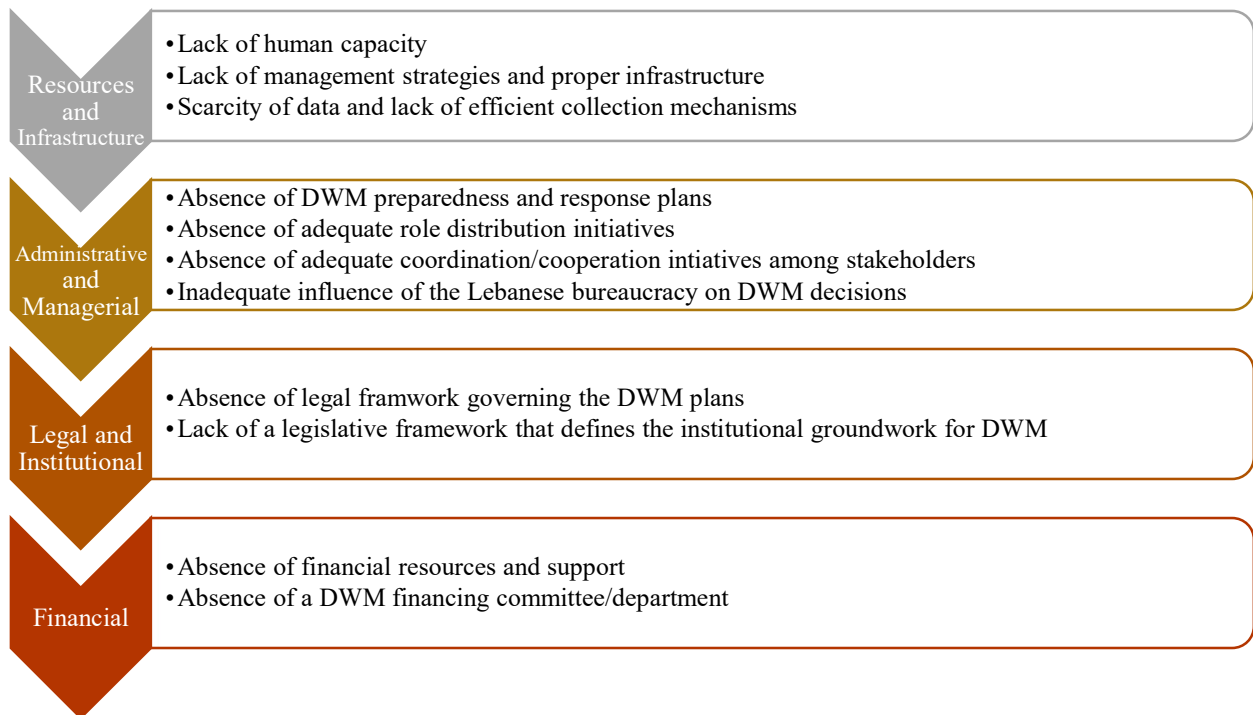 Resources
and
Infrastructure
•Lack of human capacity
•Lack of management strategies and proper infrastructure
•Scarcity of data and lack of efficient collection mechanisms
Administrative
and
Managerial
•Absence of DWM preparedness and response plans
•Absence of adequate role distribution initiatives
•Absence of adequate coordination/cooperation intiatives among stakeholders
•Inadequate influence of the Lebanese bureaucracy on DWM decisions
Legal and
Institutional
•Absence of legal framwork governing the DWM plans
•Lack of a legislative framework that defines the institutional groundwork for DWM
Financial
•Absence of financial resources and support
•Absence of a DWM financing committee/department